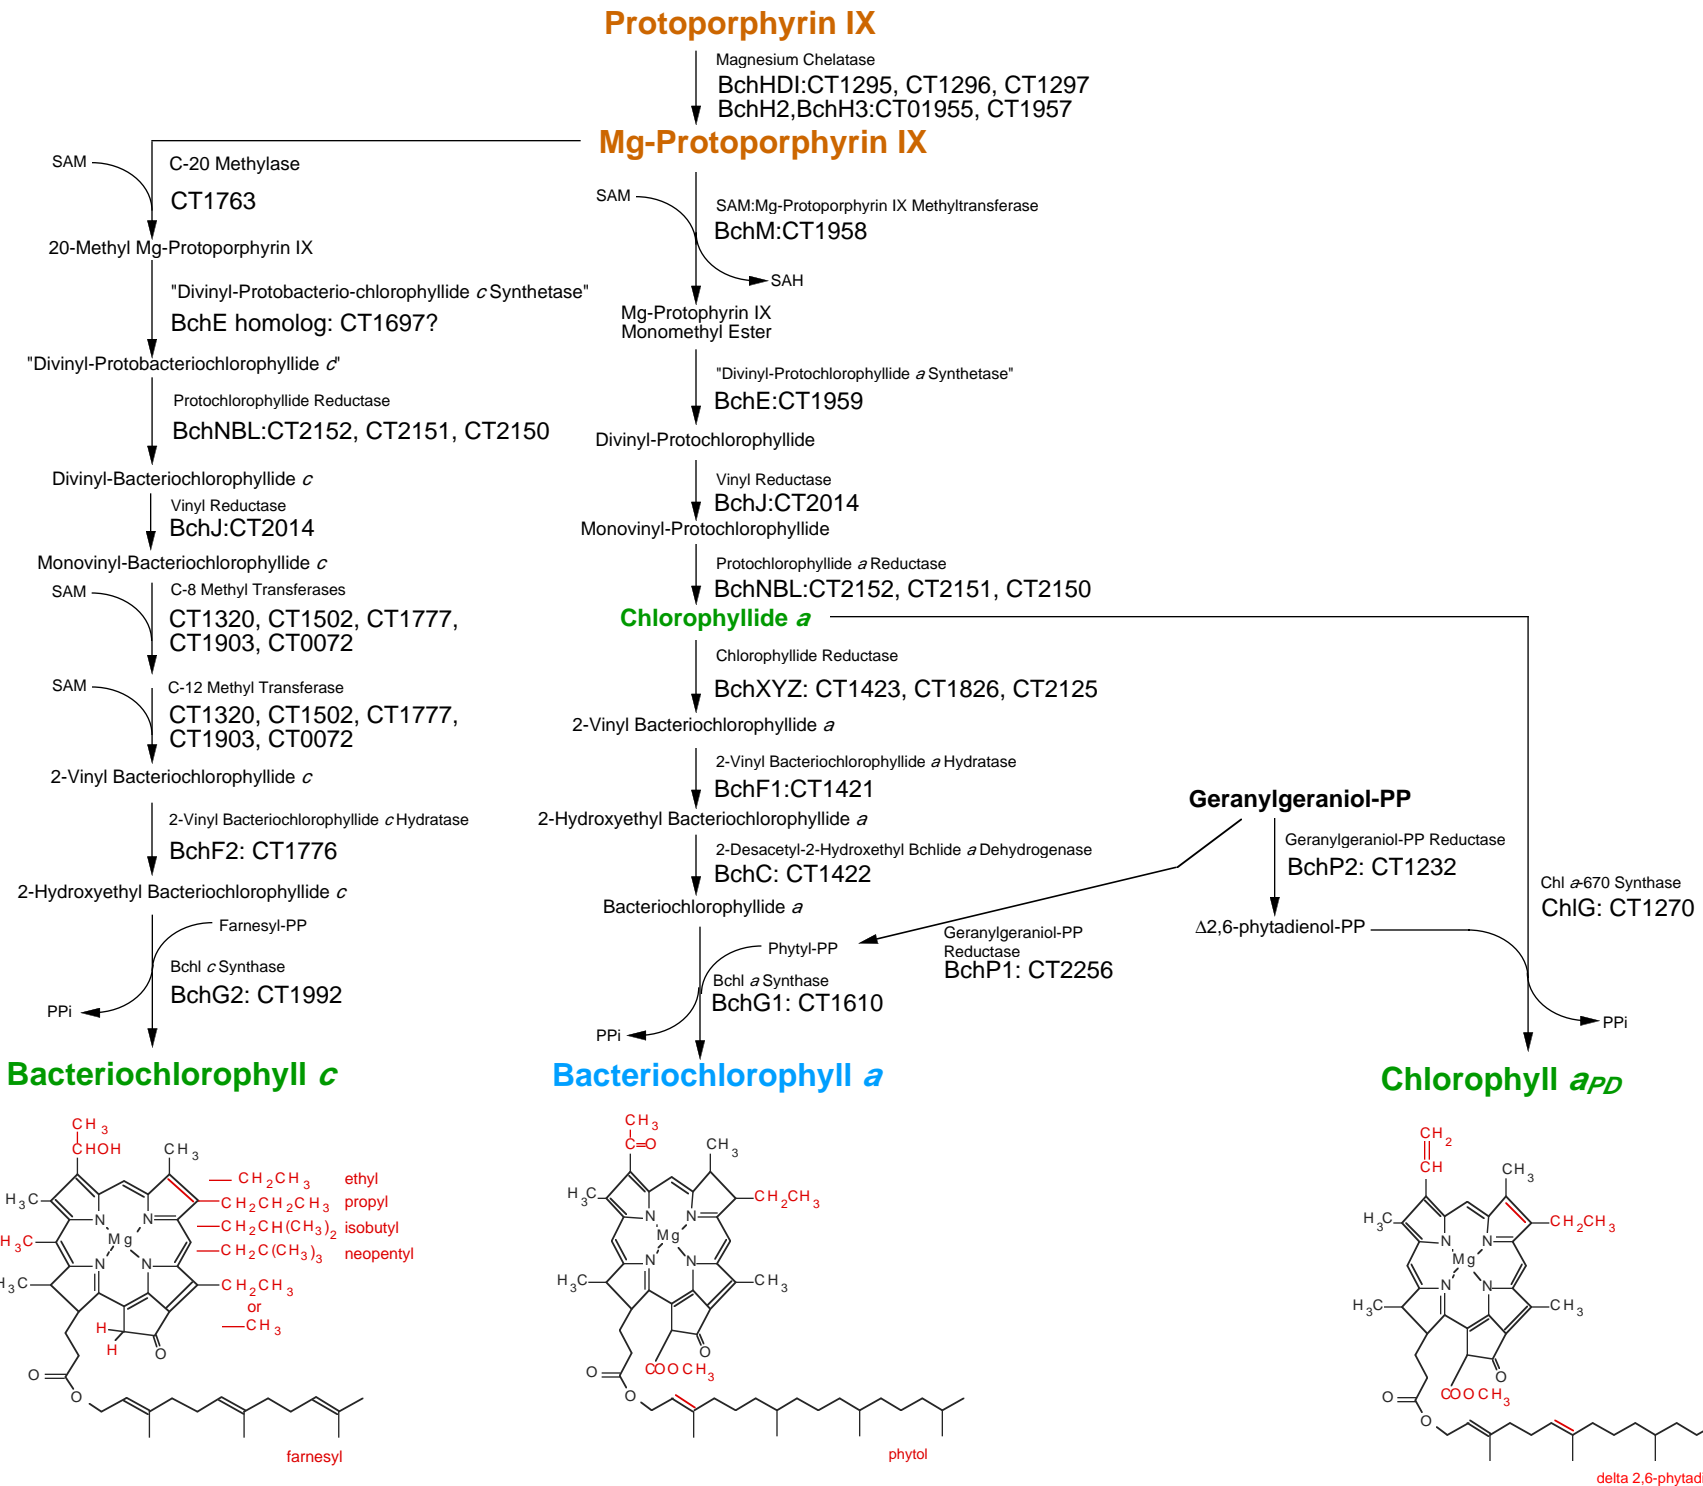 Protoporphyrin IX
Magnesium Chelatase
BchHDI:CT1295, CT1296, CT1297
BchH2,BchH3:CT01955, CT1957
Mg-Protoporphyrin IX
SAM
C-20 Methylase
CT1763
20-Methyl Mg-Protoporphyrin IX
"Divinyl-Protobacterio-chlorophyllide c Synthetase"
BchE homolog: CT1697?
"Divinyl-Protobacteriochlorophyllide c"
Protochlorophyllide Reductase
BchNBL:CT2152, CT2151, CT2150
Divinyl-Bacteriochlorophyllide c
Vinyl Reductase
BchJ:CT2014
Monovinyl-Bacteriochlorophyllide c
SAM
C-8 Methyl Transferases
CT1320, CT1502, CT1777,
CT1903, CT0072
SAM
C-12 Methyl Transferase
CT1320, CT1502, CT1777,
CT1903, CT0072
2-Vinyl Bacteriochlorophyllide c
2-Vinyl Bacteriochlorophyllide c Hydratase
BchF2: CT1776
2-Hydroxyethyl Bacteriochlorophyllide c
Farnesyl-PP
Bchl c Synthase
BchG2: CT1992
PPi
Bacteriochlorophyll c
SAM
SAM:Mg-Protoporphyrin IX Methyltransferase
BchM:CT1958
SAH
Mg-Protophyrin IX
Monomethyl Ester
"Divinyl-Protochlorophyllide a Synthetase"
BchE:CT1959
Divinyl-Protochlorophyllide
Vinyl Reductase
BchJ:CT2014
Monovinyl-Protochlorophyllide
Protochlorophyllide a Reductase
BchNBL:CT2152, CT2151, CT2150
Chlorophyllide a
Chlorophyllide Reductase
BchXYZ: CT1423, CT1826, CT2125
2-Vinyl Bacteriochlorophyllide a
2-Vinyl Bacteriochlorophyllide a Hydratase
BchF1:CT1421
2-Hydroxyethyl Bacteriochlorophyllide a
2-Desacetyl-2-Hydroxethyl Bchlide a Dehydrogenase
BchC: CT1422
Bacteriochlorophyllide a
Phytyl-PP
Bchl a Synthase
BchG1: CT1610
PPi
Bacteriochlorophyll a
Geranylgeraniol-PP
Geranylgeraniol-PP Reductase
BchP2: CT1232
Δ2,6-phytadienol-PP
Geranylgeraniol-PP
Reductase
BchP1: CT2256
Chl a-670 Synthase
ChlG: CT1270
PPi
Chlorophyll aPD
CH3
CHOH
CH3
H3C
N
N
Mg
N
N
H3C
H3C
CH2CH3 ethyl
CH2CH2CH3 propyl
CH2CH(CH3)2 isobutyl
CH2C(CH3)3 neopentyl
CH2CH3
or
CH3
H
H
O
O
O
farnesyl
CH3
C=O
CH3
H3C
CH2CH3
N
N
Mg
N
N
H3C
CH3
O
COOCH3
O
O
phytol
CH2
CH
CH3
H3C
CH2CH3
N
N
Mg
N
N
H3C
CH3
O
COOCH3
O
O
delta 2,6-phytadi